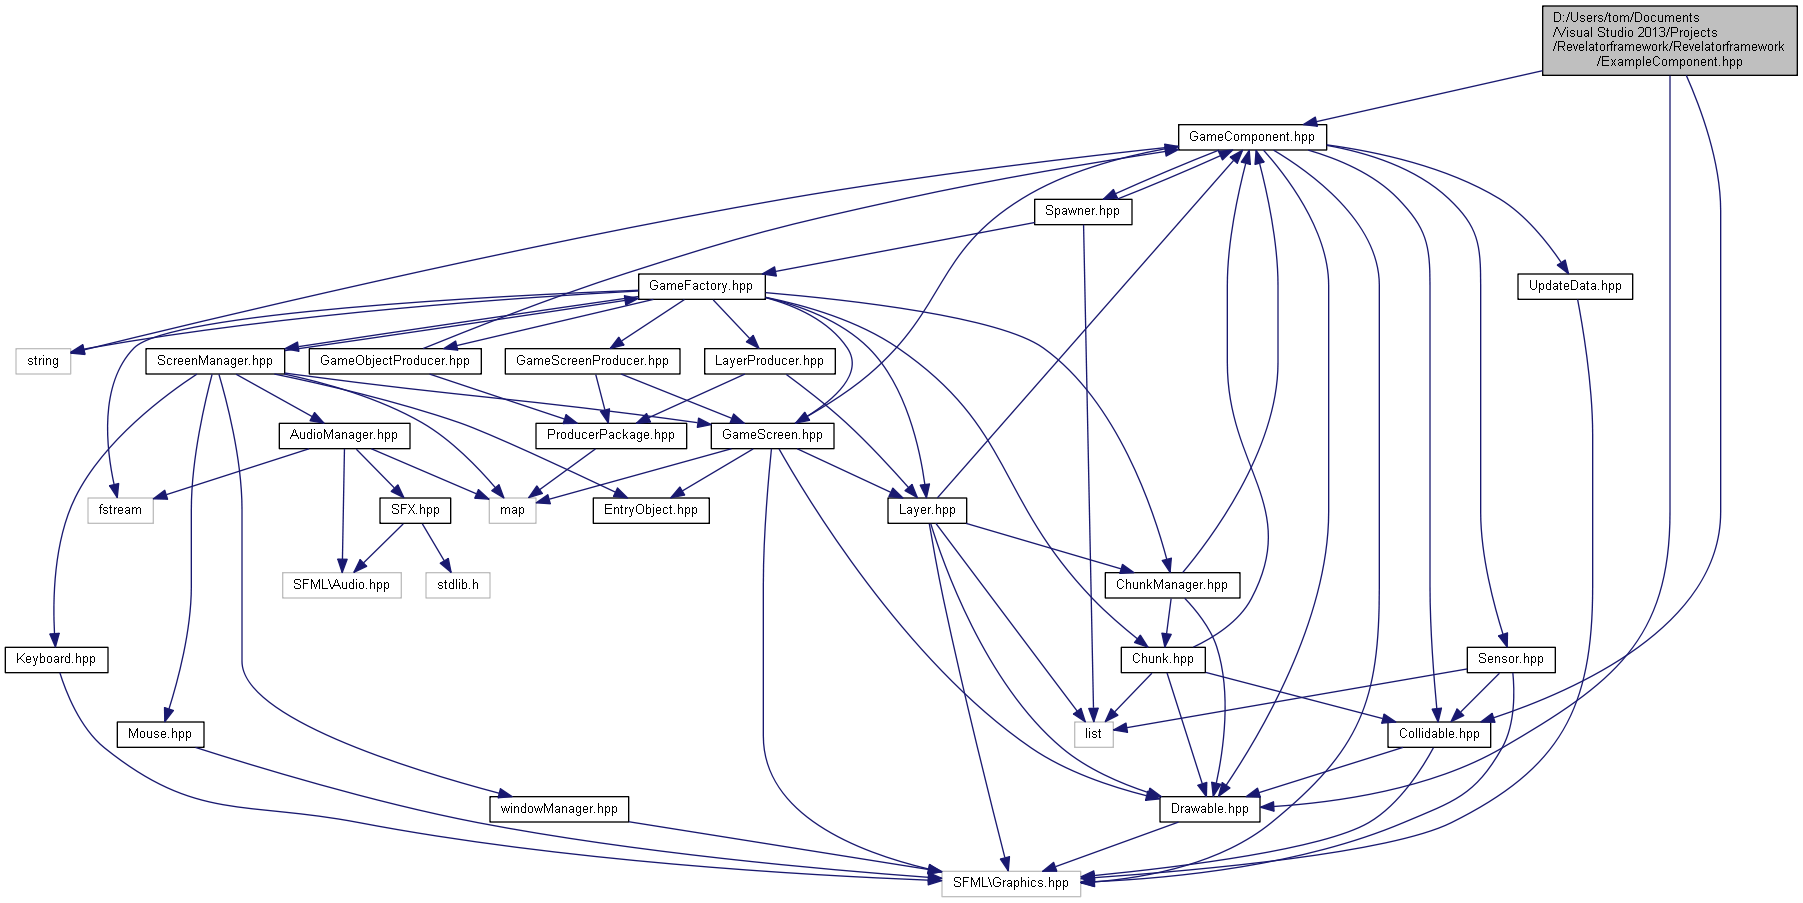 D:/Users/tom/Documents
/Visual Studio 2013/Projects
/Revelatorframework/Revelatorframework
/ExampleComponent.hpp
GameComponent.hpp
Spawner.hpp
GameFactory.hpp
UpdateData.hpp
string
ScreenManager.hpp
GameObjectProducer.hpp
GameScreenProducer.hpp
LayerProducer.hpp
AudioManager.hpp
ProducerPackage.hpp
GameScreen.hpp
fstream
SFX.hpp
map
EntryObject.hpp
Layer.hpp
SFML\Audio.hpp
stdlib.h
ChunkManager.hpp
Keyboard.hpp
Chunk.hpp
Sensor.hpp
Mouse.hpp
list
Collidable.hpp
windowManager.hpp
Drawable.hpp
SFML\Graphics.hpp